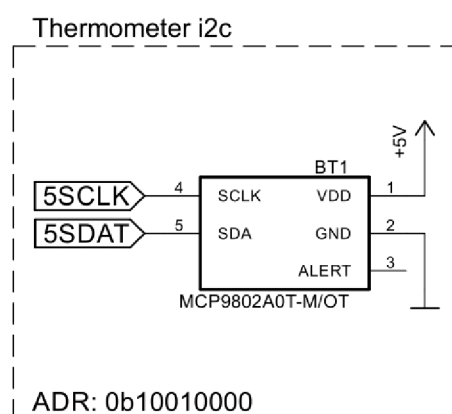 Thermometer i2c
+5V
BT1
5SCLK 4 SCLK VDD 1
5SDAT 5 SDA GND 2
ALERT 3
MCP9802A0T-M/OT
ADR: 0b10010000